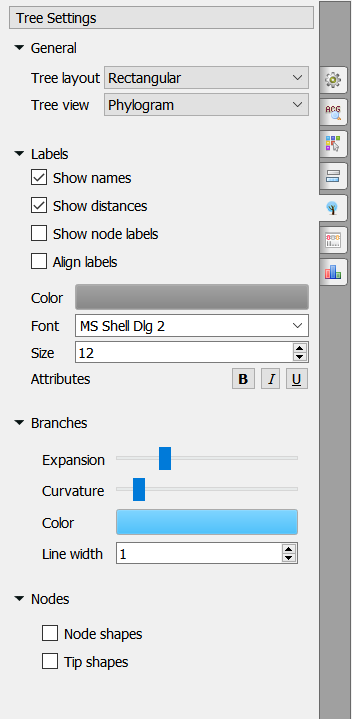 Tree Settings
General
Tree layout Rectangular
Tree view Phylogram
Labels
Show names
Show distances
Show node labels
Align labels
Color
Font MS Shell Dlg 2
Size 12
Attributes B I U
Branches
Expansion
Curvature
Color
Line width 1
Nodes
Node shapes
Tip shapes
ACG